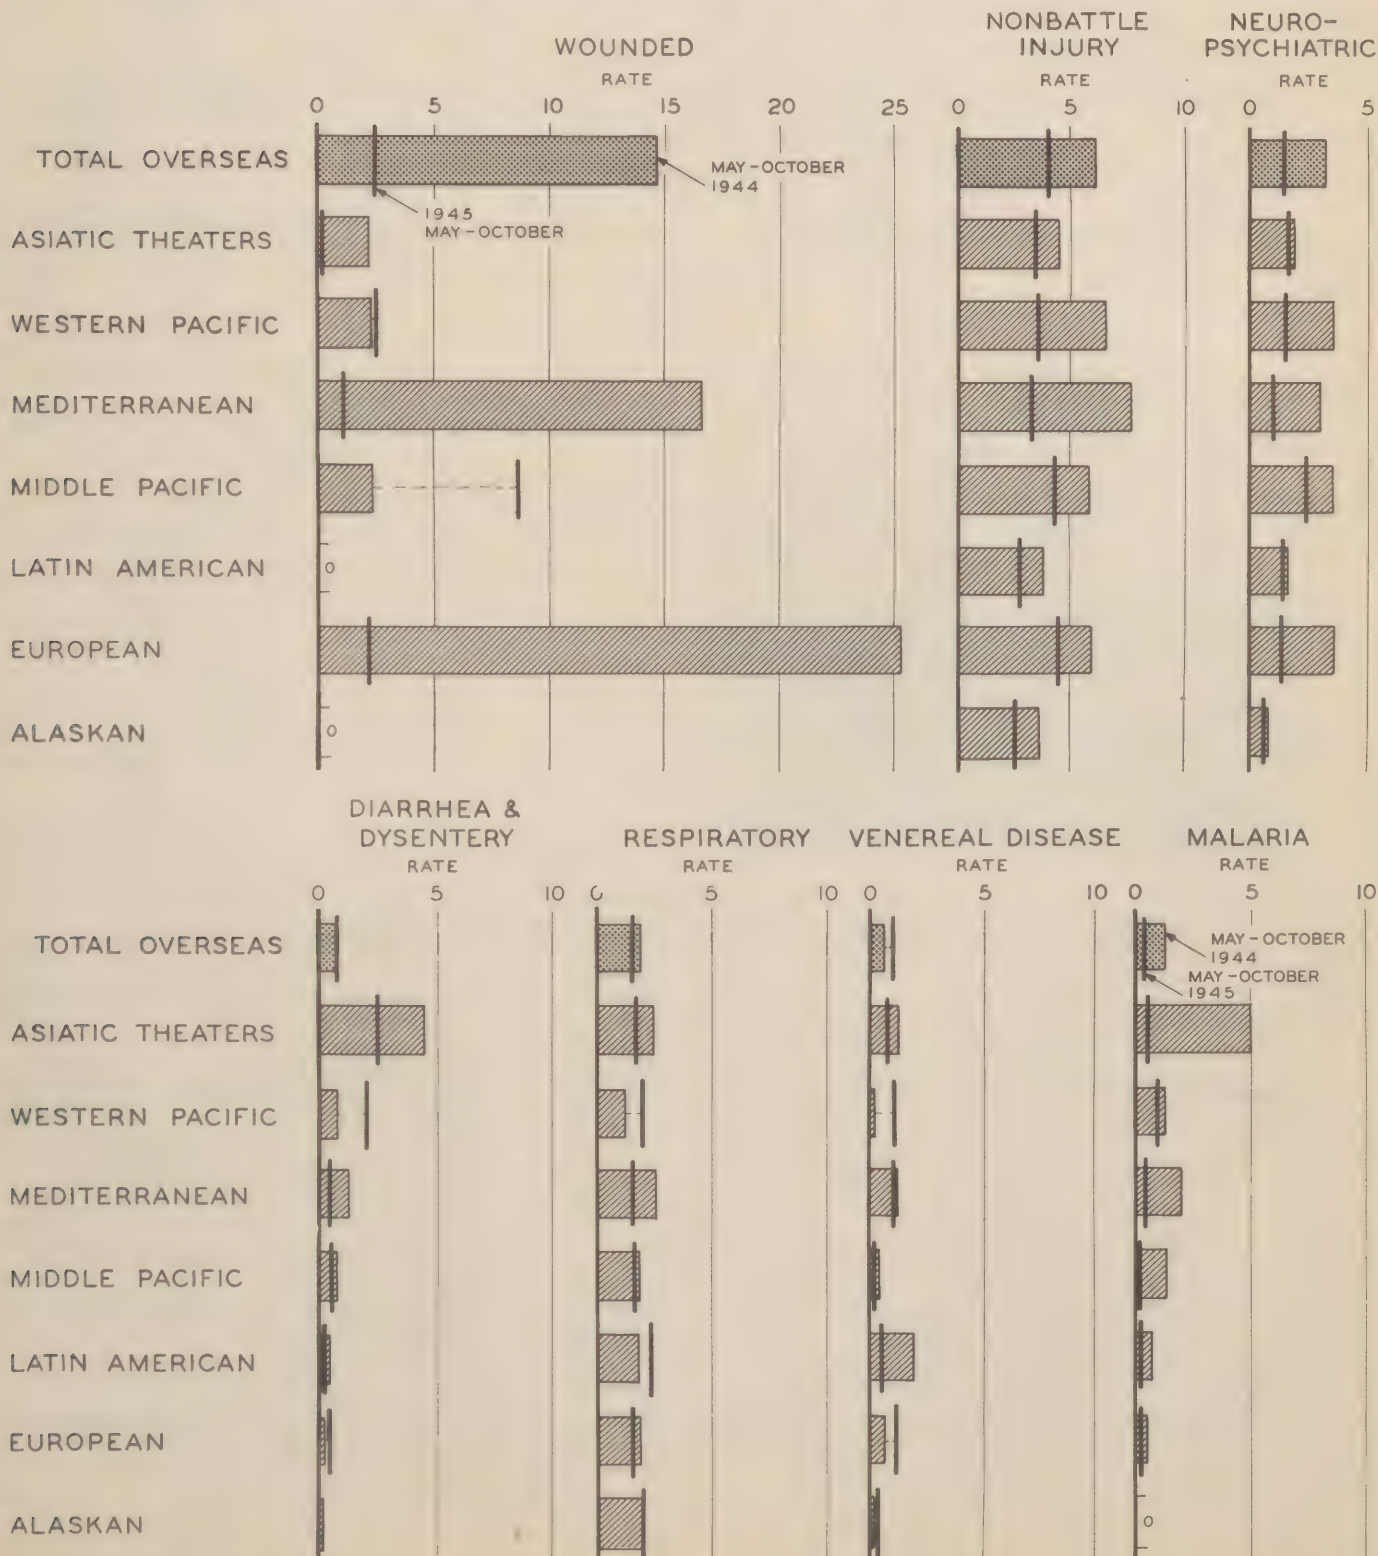 WOUNDED
RATE
0 5 10 15 20 25
NONBATTLE
INJURY
RATE
0 5 10
NEURO-
PSYCHIATRIC
RATE
0 5
TOTAL OVERSEAS
MAY-OCTOBER
1944
1945
MAY-OCTOBER
ASIATIC THEATERS
WESTERN PACIFIC
MEDITERRANEAN
MIDDLE PACIFIC
LATIN AMERICAN
0
EUROPEAN
ALASKAN
0
DIARRHEA &
DYSENTERY
RATE
0 5 10
RESPIRATORY
RATE
0 5 10
VENEREAL DISEASE
RATE
0 5 10
MALARIA
RATE
0 5 10
TOTAL OVERSEAS
MAY-OCTOBER
1944
MAY-OCTOBER
1945
ASIATIC THEATERS
WESTERN PACIFIC
MEDITERRANEAN
MIDDLE PACIFIC
LATIN AMERICAN
EUROPEAN
ALASKAN
0